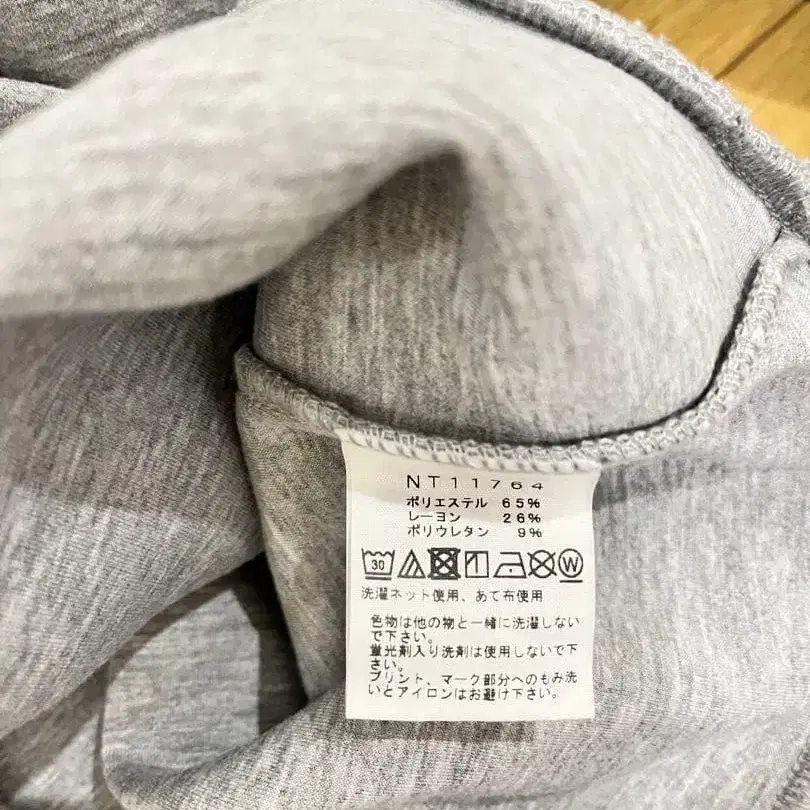 NT11764
ポリエステル 65%
レーヨン 26%
ポリウレタン 9%
30 W
洗濯ネット使用、あて布使用
色物は他の物と一緒に洗濯しない
で下さい。
蛍光剤入り洗剤は使用しないで下
さい。
プリント、マーク部分へのもみ洗
いとアイロンはお避け下さい。